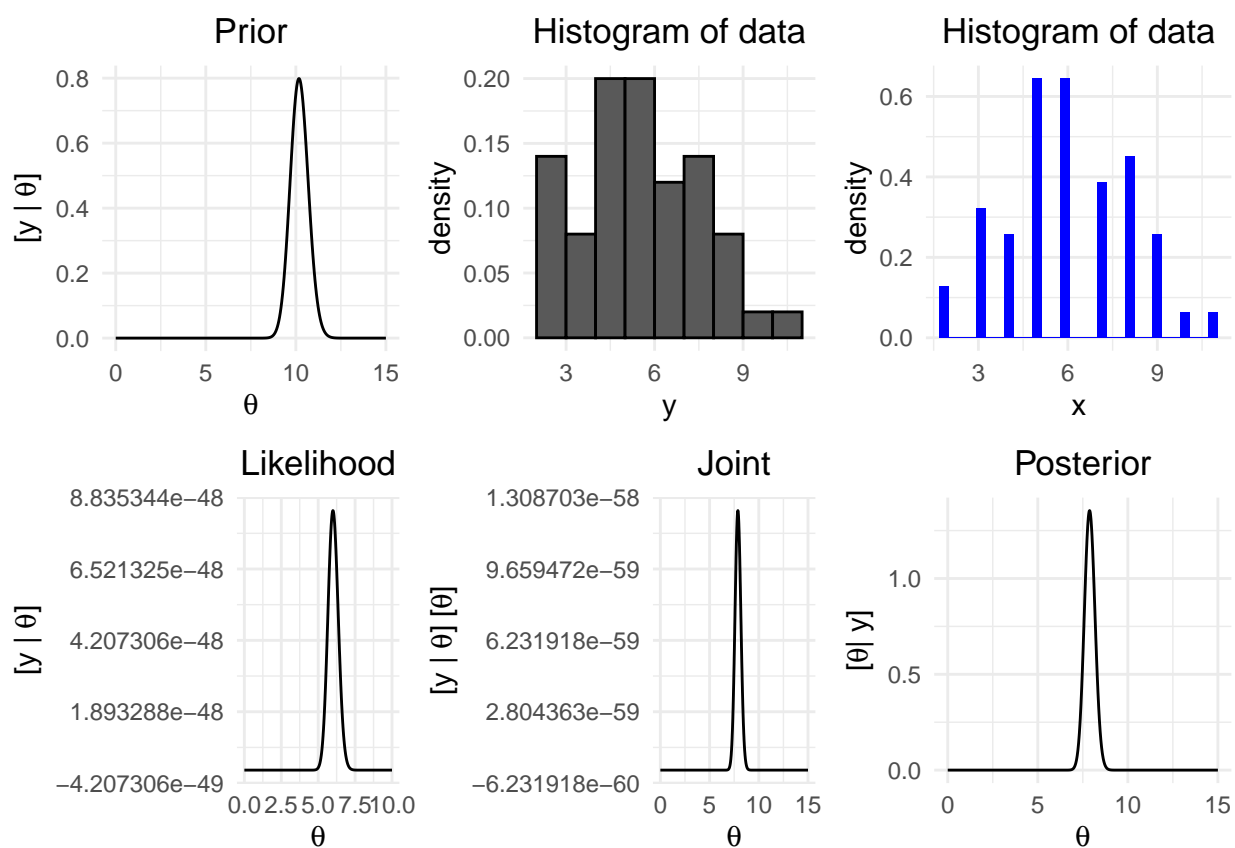 Prior
[y | θ]
0.8
0.6
0.4
0.2
0.0
0 5 10 15
θ
Histogram of data
density
0.20
0.15
0.10
0.05
0.00
3 6 9
y
Histogram of data
density
0.6
0.4
0.2
0.0
3 6 9
x
Likelihood
[y | θ]
8.835344e−48
6.521325e−48
4.207306e−48
1.893288e−48
−4.207306e−49
0.0 2.5 5.0 7.5 10.0
θ
Joint
[y | θ] [θ]
1.308703e−58
9.659472e−59
6.231918e−59
2.804363e−59
−6.231918e−60
0 5 10 15
θ
Posterior
[θ| y]
1.0
0.5
0.0
0 5 10 15
θ